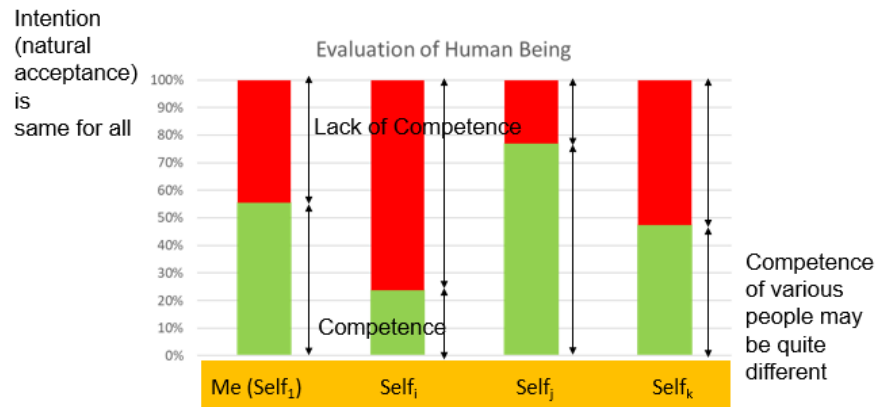 Intention
(natural
acceptance)
is
same for all
Evaluation of Human Being
100%
90%
80%
70%
60%
50%
40%
30%
20%
10%
0%
Lack of Competence
Competence
Me (Self₁)
Selfᵢ
Selfⱼ
Selfₖ
Competence
of various
people may
be quite
different